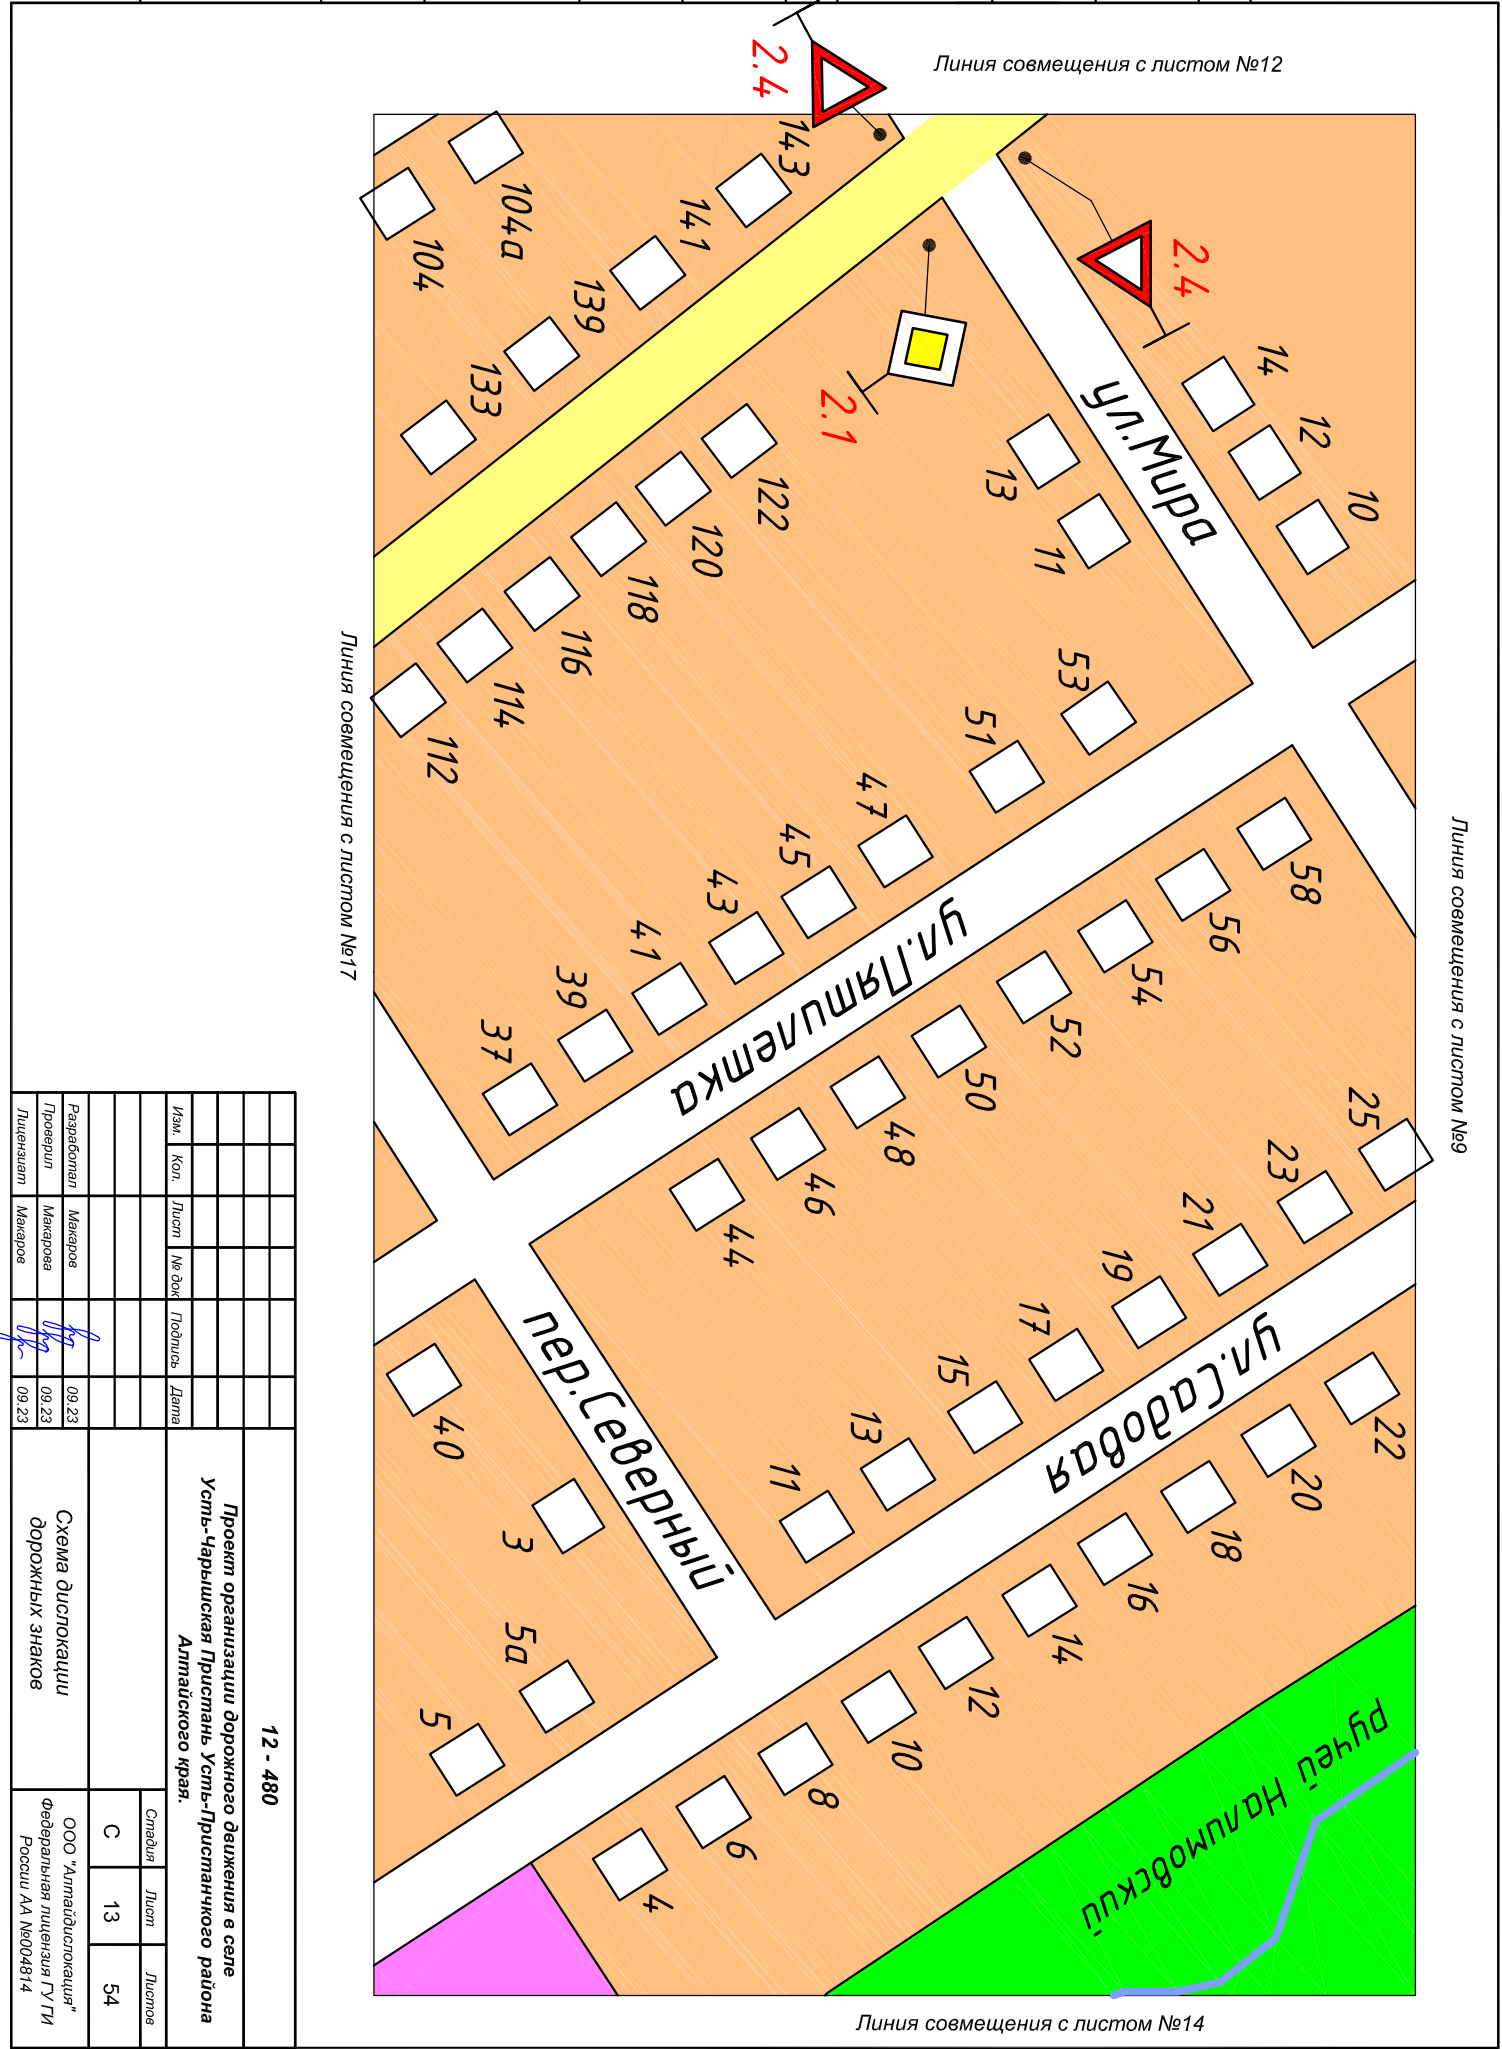 Линия совмещения с листом №12
2.4
2.4
2.1
143
141
139
133
104а
104
14
12
10
ул.Мира
13
11
122
120
118
116
114
112
53
51
47
45
43
41
39
37
ул.Пятилетка
58
56
54
52
50
48
46
44
25
23
21
19
17
15
13
11
ул.Садовая
22
20
18
16
14
12
10
8
6
4
пер.Северный
40
3
5а
5
ручей Налимовский
Линия совмещения с листом №9
Линия совмещения с листом №17
Линия совмещения с листом №14
12 - 480
Проект организации дорожного движения в селе
Усть-Чарышская Пристань Усть-Пристанчкого района
Алтайского края.
Изм. Кол. Лист № док Подпись Дата
Разработал Макаров 09.23
Проверил Макарова 09.23
Лицензиат Макаров 09.23
Стадия Лист Листов
С 13 54
Схема дислокации
дорожных знаков
ООО "Алтайдислокация"
Федеральная лицензия ГУ ГИ
России АА №004814